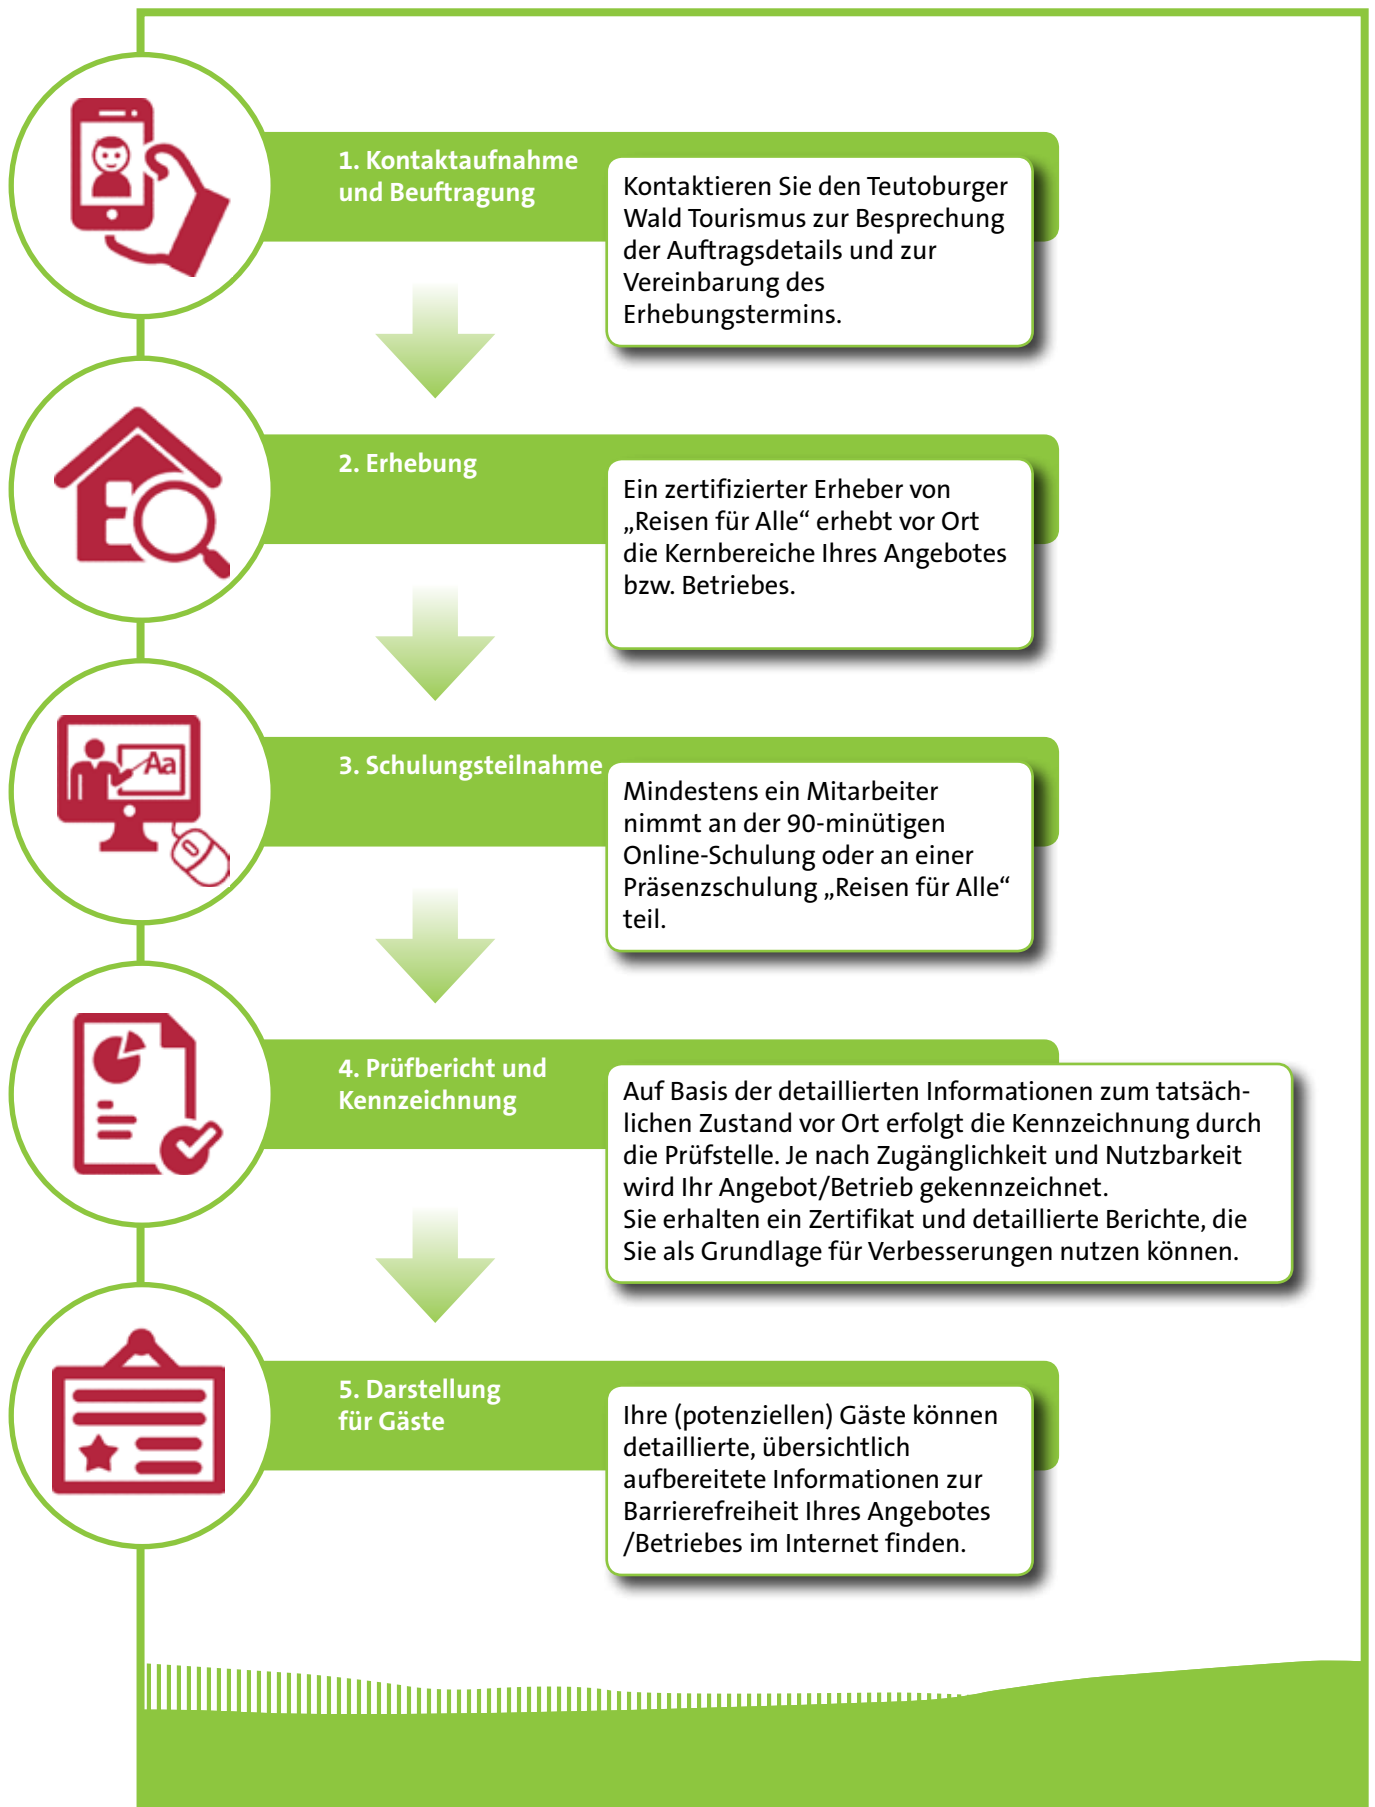 1. Kontaktaufnahme
und Beuftragung
Kontaktieren Sie den Teutoburger
Wald Tourismus zur Besprechung
der Auftragsdetails und zur
Vereinbarung des
Erhebungstermins.
2. Erhebung
Ein zertifizierter Erheber von
„Reisen für Alle“ erhebt vor Ort
die Kernbereiche Ihres Angebotes
bzw. Betriebes.
Aa
3. Schulungsteilnahme
Mindestens ein Mitarbeiter
nimmt an der 90-minütigen
Online-Schulung oder an einer
Präsenzschulung „Reisen für Alle“
teil.
4. Prüfbericht und
Kennzeichnung
Auf Basis der detaillierten Informationen zum tatsäch-
lichen Zustand vor Ort erfolgt die Kennzeichnung durch
die Prüfstelle. Je nach Zugänglichkeit und Nutzbarkeit
wird Ihr Angebot/Betrieb gekennzeichnet.
Sie erhalten ein Zertifikat und detaillierte Berichte, die
Sie als Grundlage für Verbesserungen nutzen können.
5. Darstellung
für Gäste
Ihre (potenziellen) Gäste können
detaillierte, übersichtlich
aufbereitete Informationen zur
Barrierefreiheit Ihres Angebotes
/Betriebes im Internet finden.